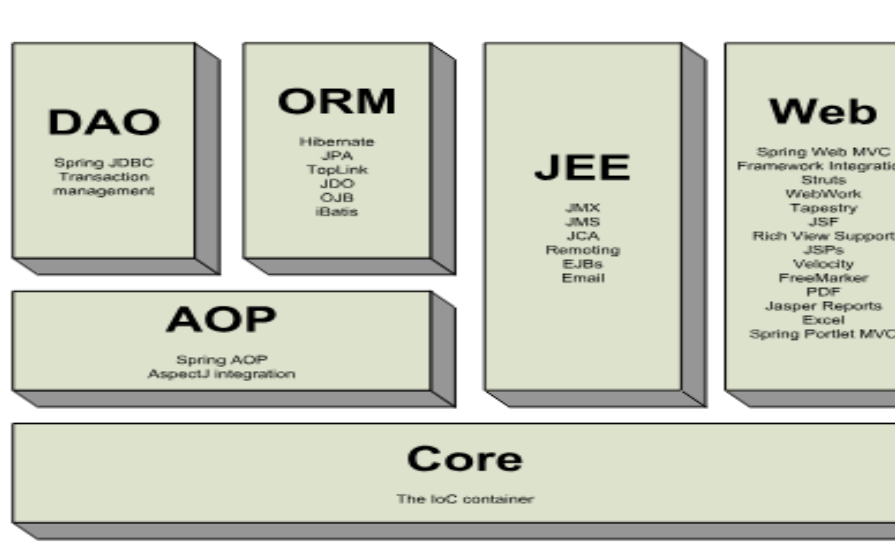 DAO
Spring JDBC
Transaction
management
ORM
Hibernate
JPA
TopLink
JDO
OJB
iBatis
JEE
JMX
JMS
JCA
Remoting
EJBs
Email
Web
Spring Web MVC
Framework Integratio
Struts
WebWork
Tapestry
JSF
Rich View Support
JSPs
Velocity
FreeMarker
PDF
Jasper Reports
Excel
Spring Portlet MVC
AOP
Spring AOP
AspectJ integration
Core
The IoC container